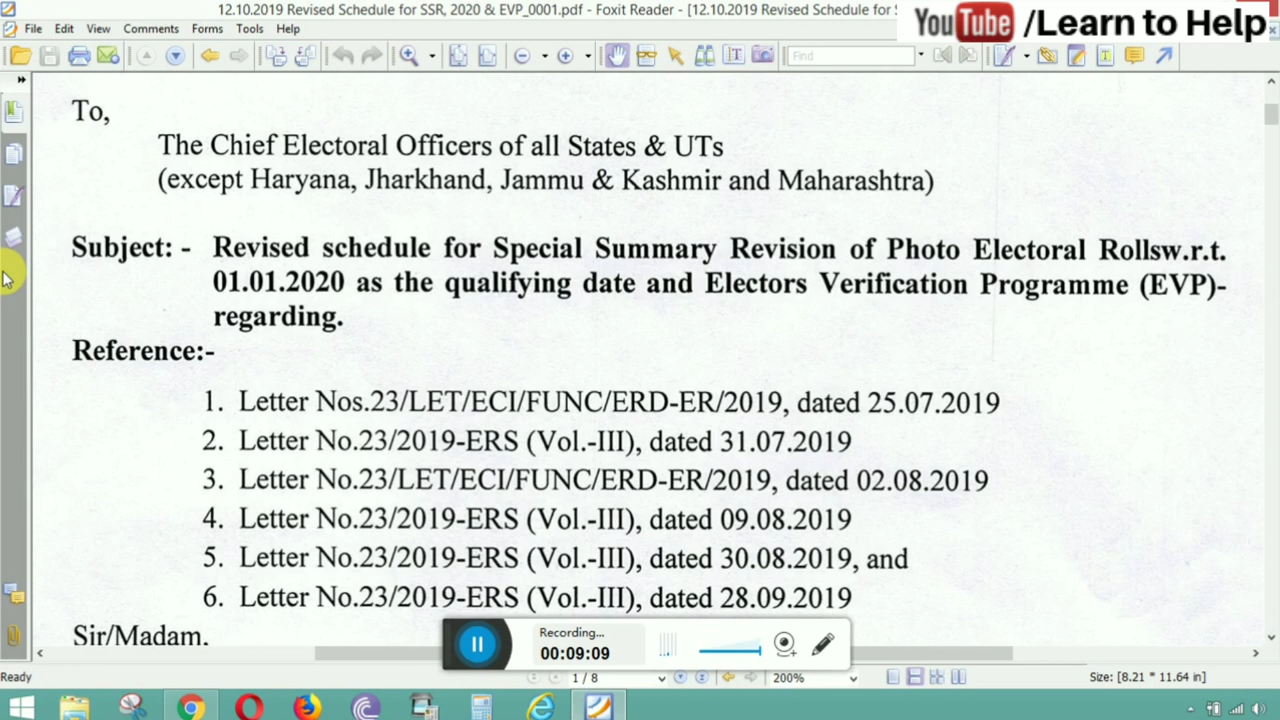 12.10.2019 Revised Schedule for SSR 2020 & EVP_0001.pdf - Foxit Reader - [12.10.2019 Revised Schedule for
YouTube /Learn to Help
File Edit View Comments Forms Tools Help
Find
To,
The Chief Electoral Officers of all States & UTs
(except Haryana, Jharkhand, Jammu & Kashmir and Maharashtra)
Subject: - Revised schedule for Special Summary Revision of Photo Electoral Rollsw.r.t.
01.01.2020 as the qualifying date and Electors Verification Programme (EVP)-
regarding.
Reference:-
1. Letter Nos.23/LET/ECI/FUNC/ERD-ER/2019, dated 25.07.2019
2. Letter No.23/2019-ERS (Vol.-III), dated 31.07.2019
3. Letter No.23/LET/ECI/FUNC/ERD-ER/2019, dated 02.08.2019
4. Letter No.23/2019-ERS (Vol.-III), dated 09.08.2019
5. Letter No.23/2019-ERS (Vol.-III), dated 30.08.2019, and
6. Letter No.23/2019-ERS (Vol.-III), dated 28.09.2019
Sir/Madam,
Recording...
00:09:09
Ready
1 / 8
200%
Size: [8.21 * 11.64 in]